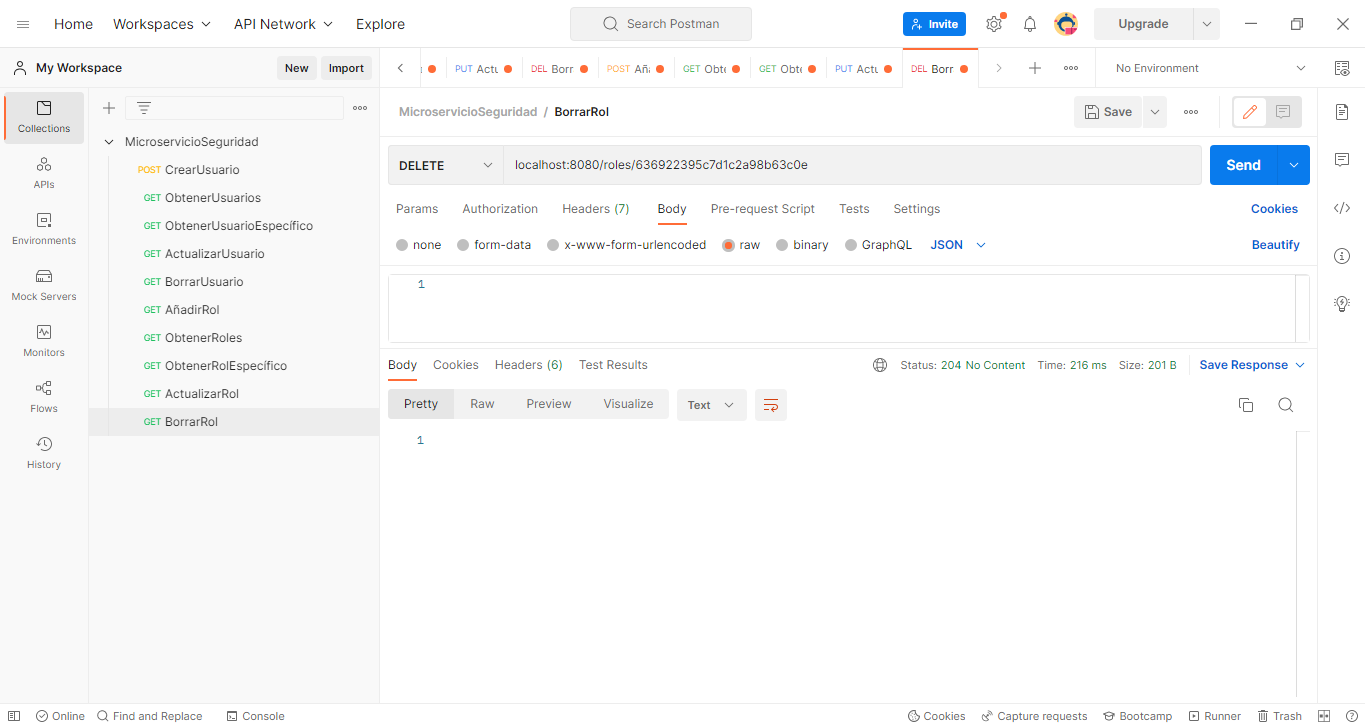 Home Workspaces API Network Explore Search Postman Invite Upgrade
My Workspace New Import PUT Actu DEL Borr POST Aña GET Obte GET Obte PUT Actu DEL Borr No Environment
Collections
APIs
Environments
Mock Servers
Monitors
Flows
History
MicroservicioSeguridad
POST CrearUsuario
GET ObtenerUsuarios
GET ObtenerUsuarioEspecífico
GET ActualizarUsuario
GET BorrarUsuario
GET AñadirRol
GET ObtenerRoles
GET ObtenerRolEspecífico
GET ActualizarRol
GET BorrarRol
MicroservicioSeguridad / BorrarRol Save
DELETE localhost:8080/roles/636922395c7d1c2a98b63c0e Send
Params Authorization Headers (7) Body Pre-request Script Tests Settings Cookies
none form-data x-www-form-urlencoded raw binary GraphQL JSON Beautify
1
Body Cookies Headers (6) Test Results Status: 204 No Content Time: 216 ms Size: 201 B Save Response
Pretty Raw Preview Visualize Text
1
Online Find and Replace Console Cookies Capture requests Bootcamp Runner Trash